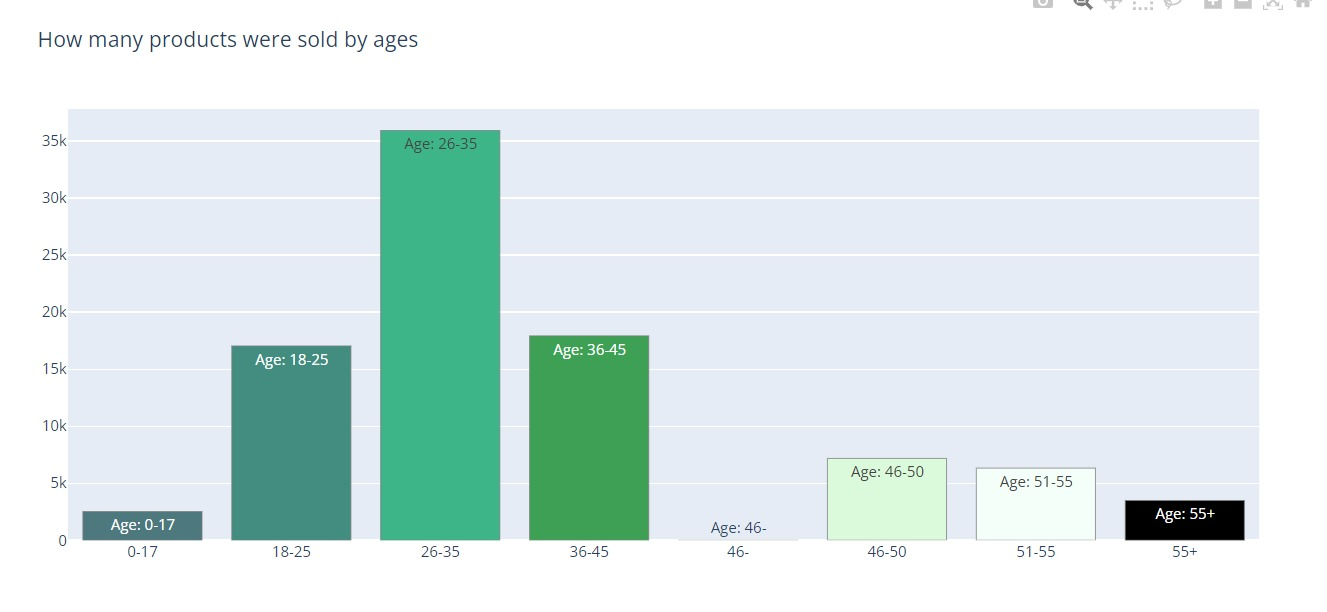 How many products were sold by ages
35k
30k
25k
20k
15k
10k
5k
0
Age: 0-17
Age: 18-25
Age: 26-35
Age: 36-45
Age: 46-
Age: 46-50
Age: 51-55
Age: 55+
0-17
18-25
26-35
36-45
46-
46-50
51-55
55+